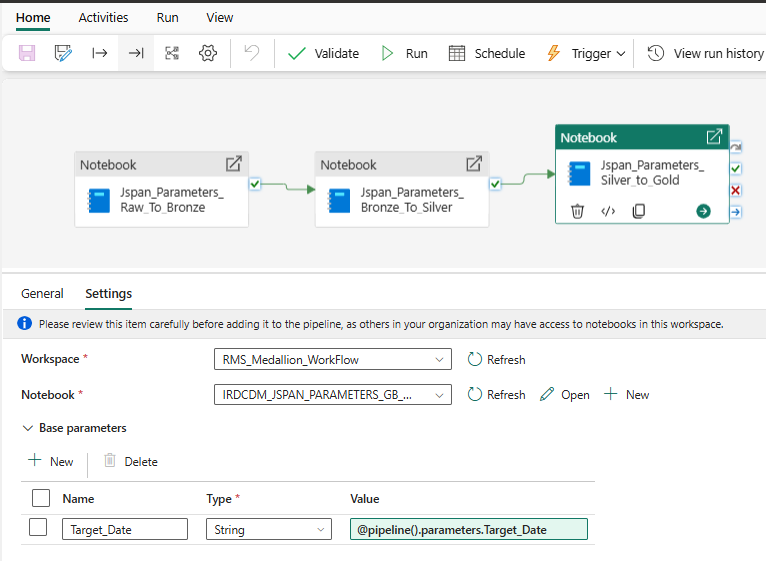 Home Activities Run View
Validate Run Schedule Trigger View run history
Notebook
Jspan_Parameters_
Raw_To_Bronze
Notebook
Jspan_Parameters_
Bronze_To_Silver
Notebook
Jspan_Parameters_
Silver_to_Gold
General Settings
Please review this item carefully before adding it to the pipeline, as others in your organization may have access to notebooks in this workspace.
Workspace * RMS_Medallion_WorkFlow Refresh
Notebook * IRDCDM_JSPAN_PARAMETERS_GB_... Refresh Open New
Base parameters
New Delete
Name Type * Value
Target_Date String @pipeline().parameters.Target_Date